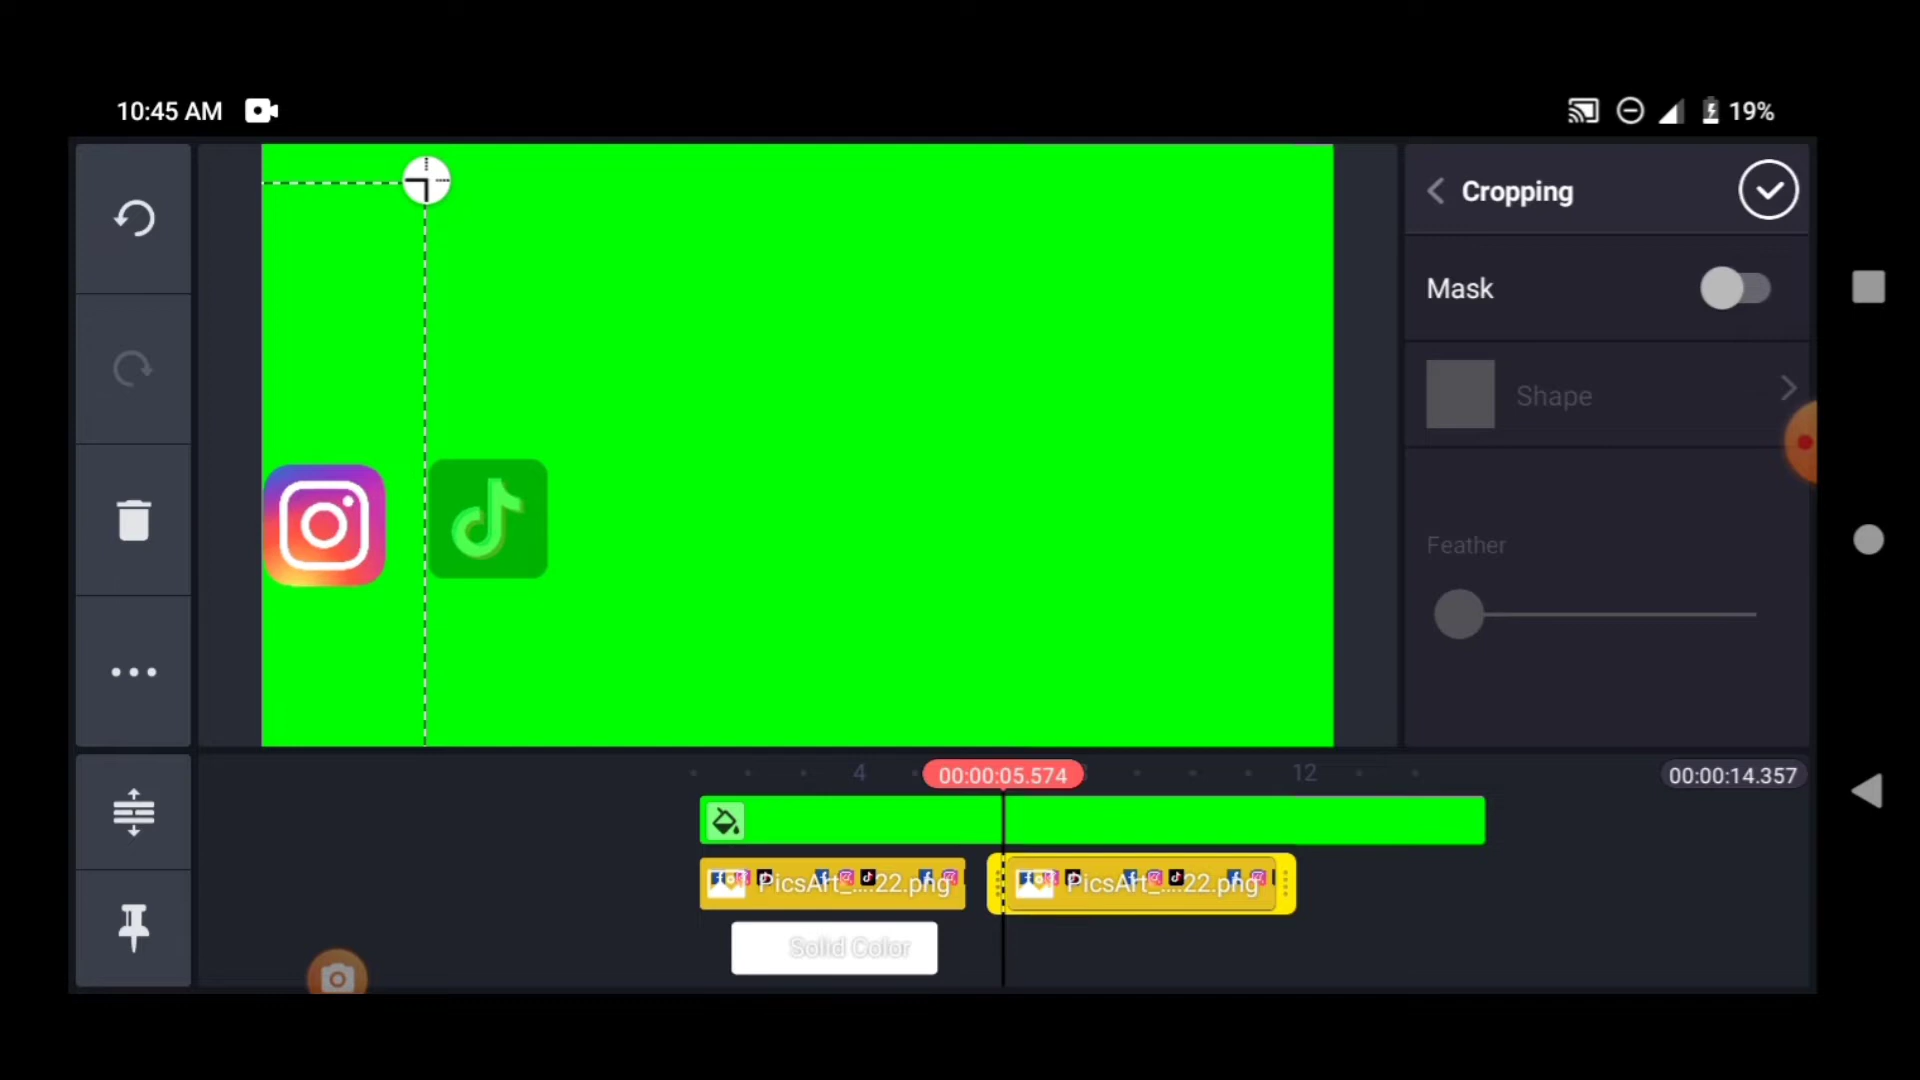 10:45 AM
19%
Cropping
Mask
Shape
Feather
4
00:00:05.574
12
00:00:14.357
PicsArt_....22.png
PicsArt_....22.png
Solid Color